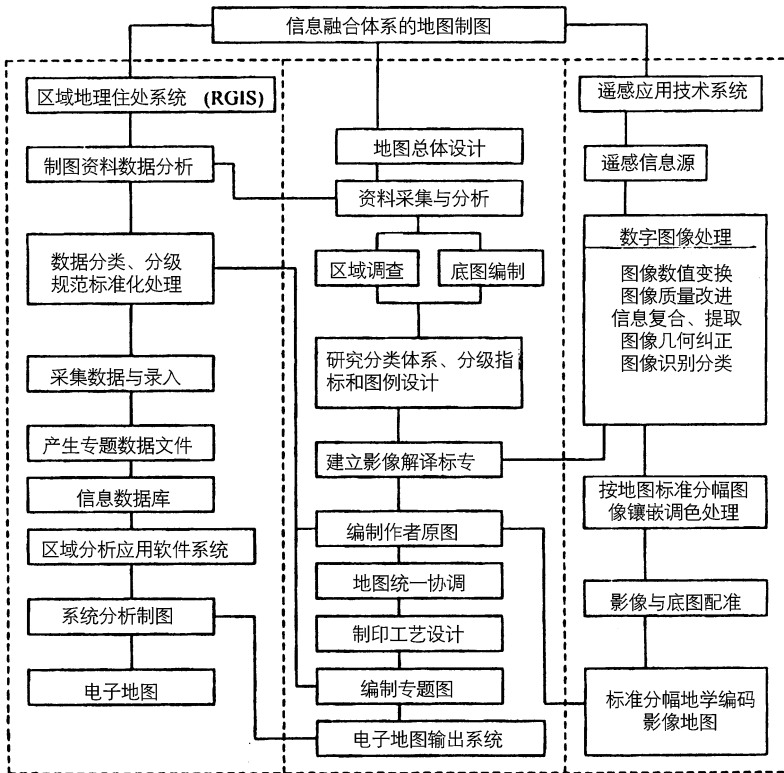 信息融合体系的地图制图
区域地理住处系统 (RGIS)
制图资料数据分析
数据分类、分级
规范标准化处理
采集数据与录入
产生专题数据文件
信息数据库
区域分析应用软件系统
系统分析制图
电子地图
地图总体设计
资料采集与分析
区域调查
底图编制
研究分类体系、分级指
标和图例设计
建立影像解译标专
编制作者原图
地图统一协调
制印工艺设计
编制专题图
电子地图输出系统
遥感应用技术系统
遥感信息源
数字图像处理
图像数值变换
图像质量改进
信息复合、提取
图像几何纠正
图像识别分类
按地图标准分幅图
像镶嵌调色处理
影像与底图配准
标准分幅地学编码
影像地图